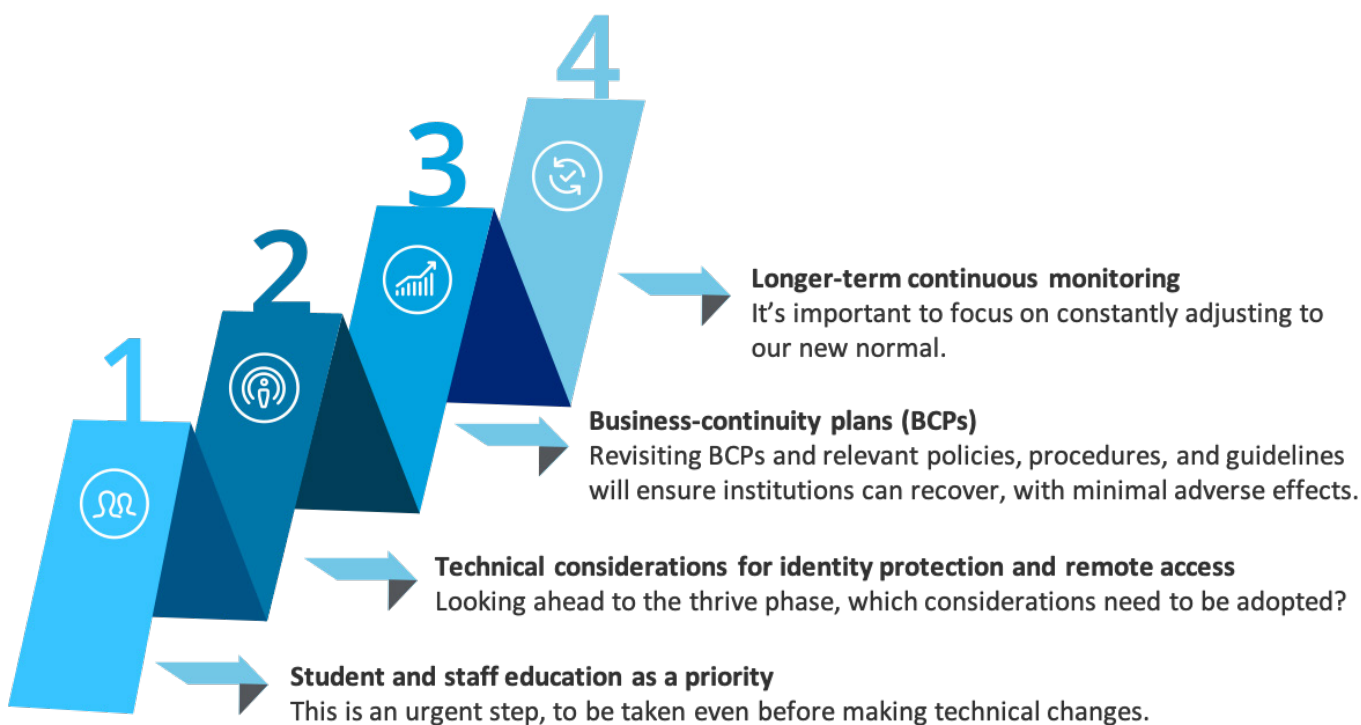 4
3
2
1
Longer-term continuous monitoring
It’s important to focus on constantly adjusting to
our new normal.
Business-continuity plans (BCPs)
Revisiting BCPs and relevant policies, procedures, and guidelines
will ensure institutions can recover, with minimal adverse effects.
Technical considerations for identity protection and remote access
Looking ahead to the thrive phase, which considerations need to be adopted?
Student and staff education as a priority
This is an urgent step, to be taken even before making technical changes.